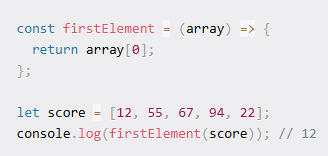 const firstElement = (array) => {
  return array[0];
};

let score = [12, 55, 67, 94, 22];
console.log(firstElement(score)); // 12